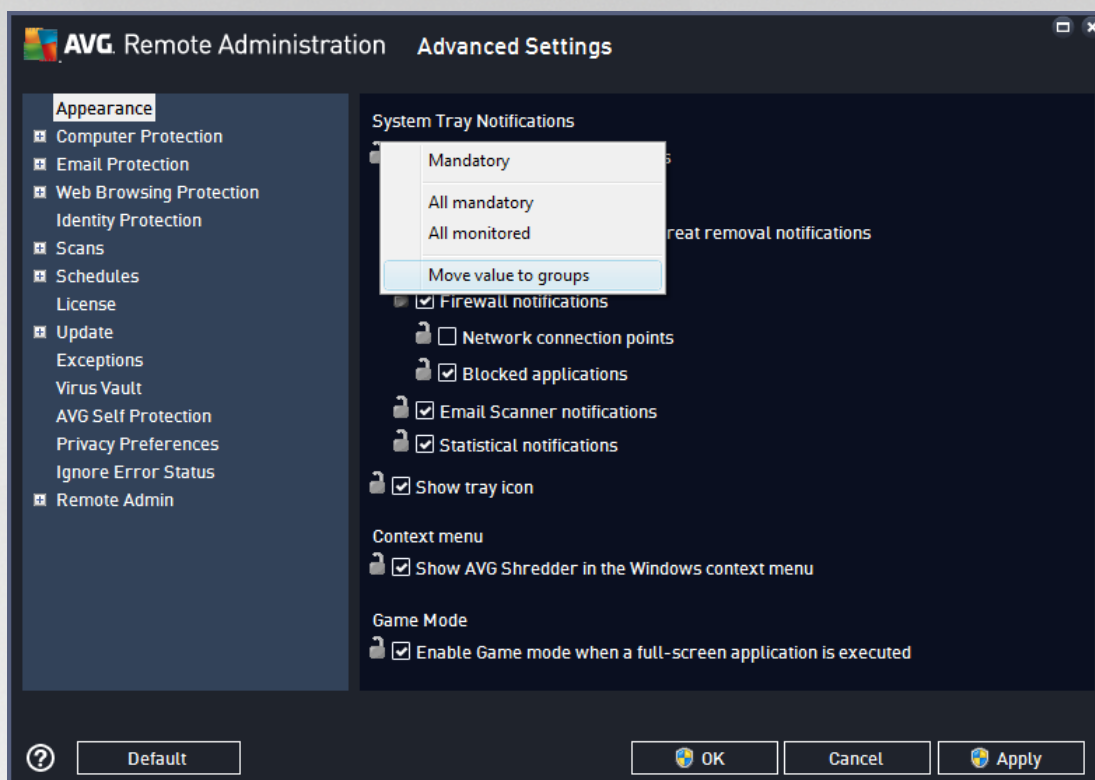 AVG. Remote Administration Advanced Settings
Appearance
Computer Protection
Email Protection
Web Browsing Protection
Identity Protection
Scans
Schedules
License
Update
Exceptions
Virus Vault
AVG Self Protection
Privacy Preferences
Ignore Error Status
Remote Admin
System Tray Notifications
Mandatory
All mandatory
All monitored
reat removal notifications
Move value to groups
Firewall notifications
Network connection points
Blocked applications
Email Scanner notifications
Statistical notifications
Show tray icon
Context menu
Show AVG Shredder in the Windows context menu
Game Mode
Enable Game mode when a full-screen application is executed
Default
OK
Cancel
Apply